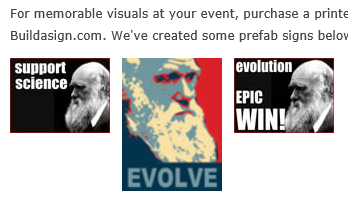 For memorable visuals at your event, purchase a printe
Buildasign.com. We've created some prefab signs below
support
science
EVOLVE
evolution
EPIC
WIN!